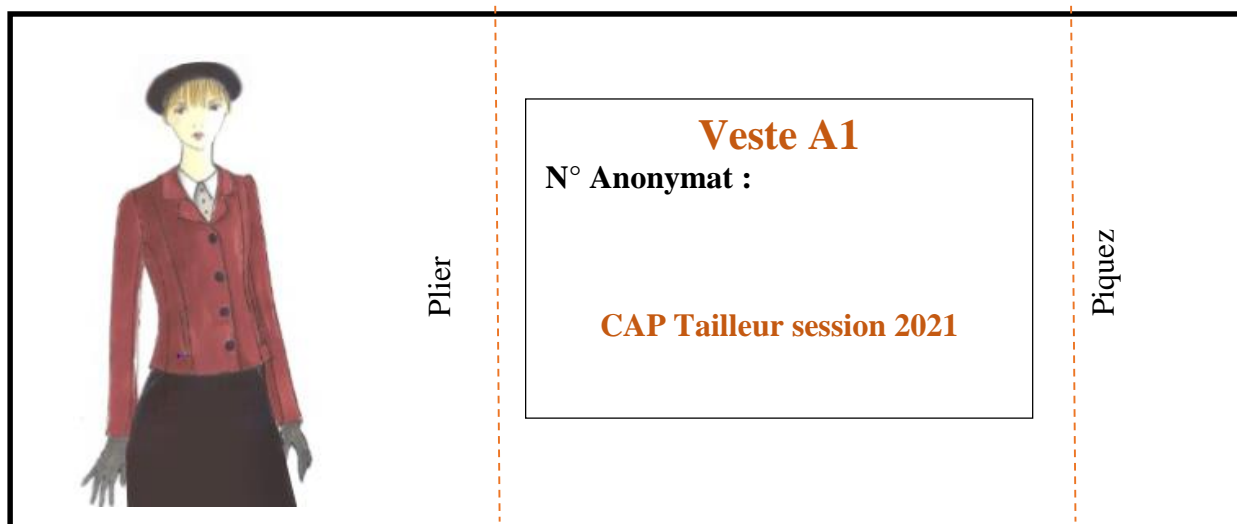 Plier
Veste A1
N° Anonymat :
CAP Tailleur session 2021
Piquez